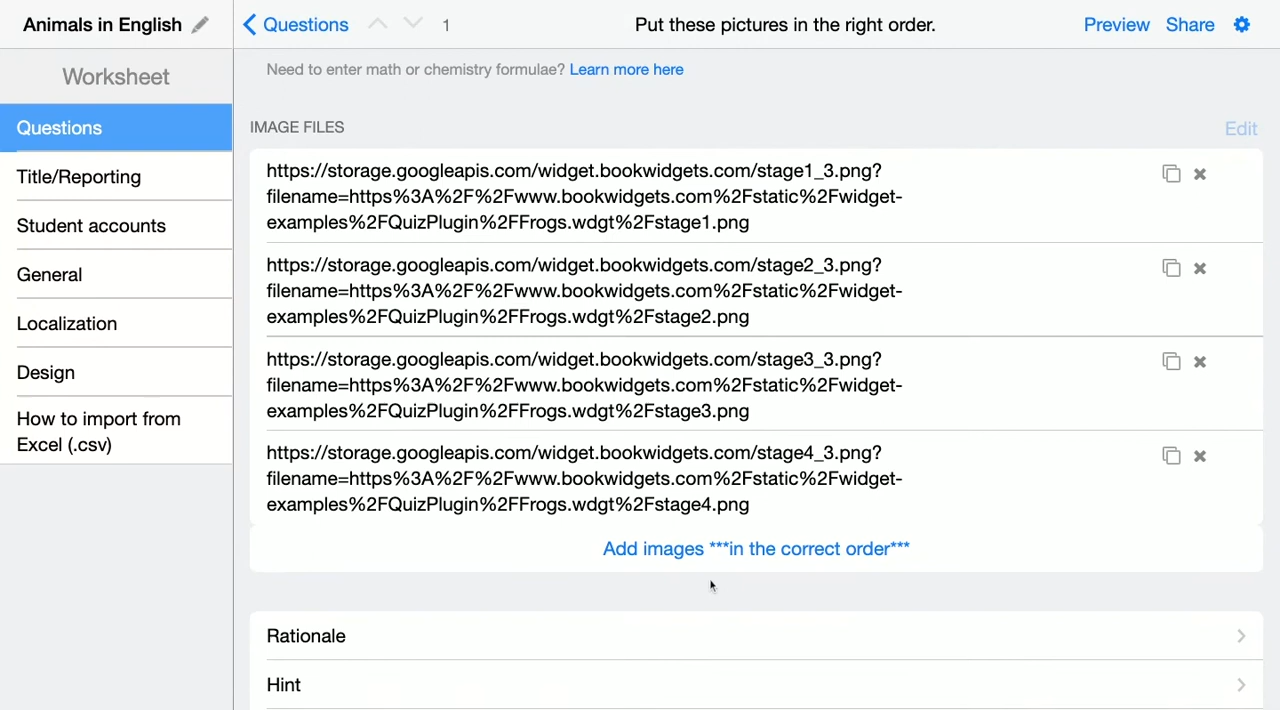 Animals in English
Questions
1
Put these pictures in the right order.
Preview
Share
Worksheet
Questions
Title/Reporting
Student accounts
General
Localization
Design
How to import from
Excel (.csv)
Need to enter math or chemistry formulae? Learn more here
IMAGE FILES
Edit
https://storage.googleapis.com/widget.bookwidgets.com/stage1_3.png?
filename=https%3A%2F%2Fwww.bookwidgets.com%2Fstatic%2Fwidget-
examples%2FQuizPlugin%2FFrogs.wdgt%2Fstage1.png
https://storage.googleapis.com/widget.bookwidgets.com/stage2_3.png?
filename=https%3A%2F%2Fwww.bookwidgets.com%2Fstatic%2Fwidget-
examples%2FQuizPlugin%2FFrogs.wdgt%2Fstage2.png
https://storage.googleapis.com/widget.bookwidgets.com/stage3_3.png?
filename=https%3A%2F%2Fwww.bookwidgets.com%2Fstatic%2Fwidget-
examples%2FQuizPlugin%2FFrogs.wdgt%2Fstage3.png
https://storage.googleapis.com/widget.bookwidgets.com/stage4_3.png?
filename=https%3A%2F%2Fwww.bookwidgets.com%2Fstatic%2Fwidget-
examples%2FQuizPlugin%2FFrogs.wdgt%2Fstage4.png
Add images ***in the correct order***
Rationale
Hint